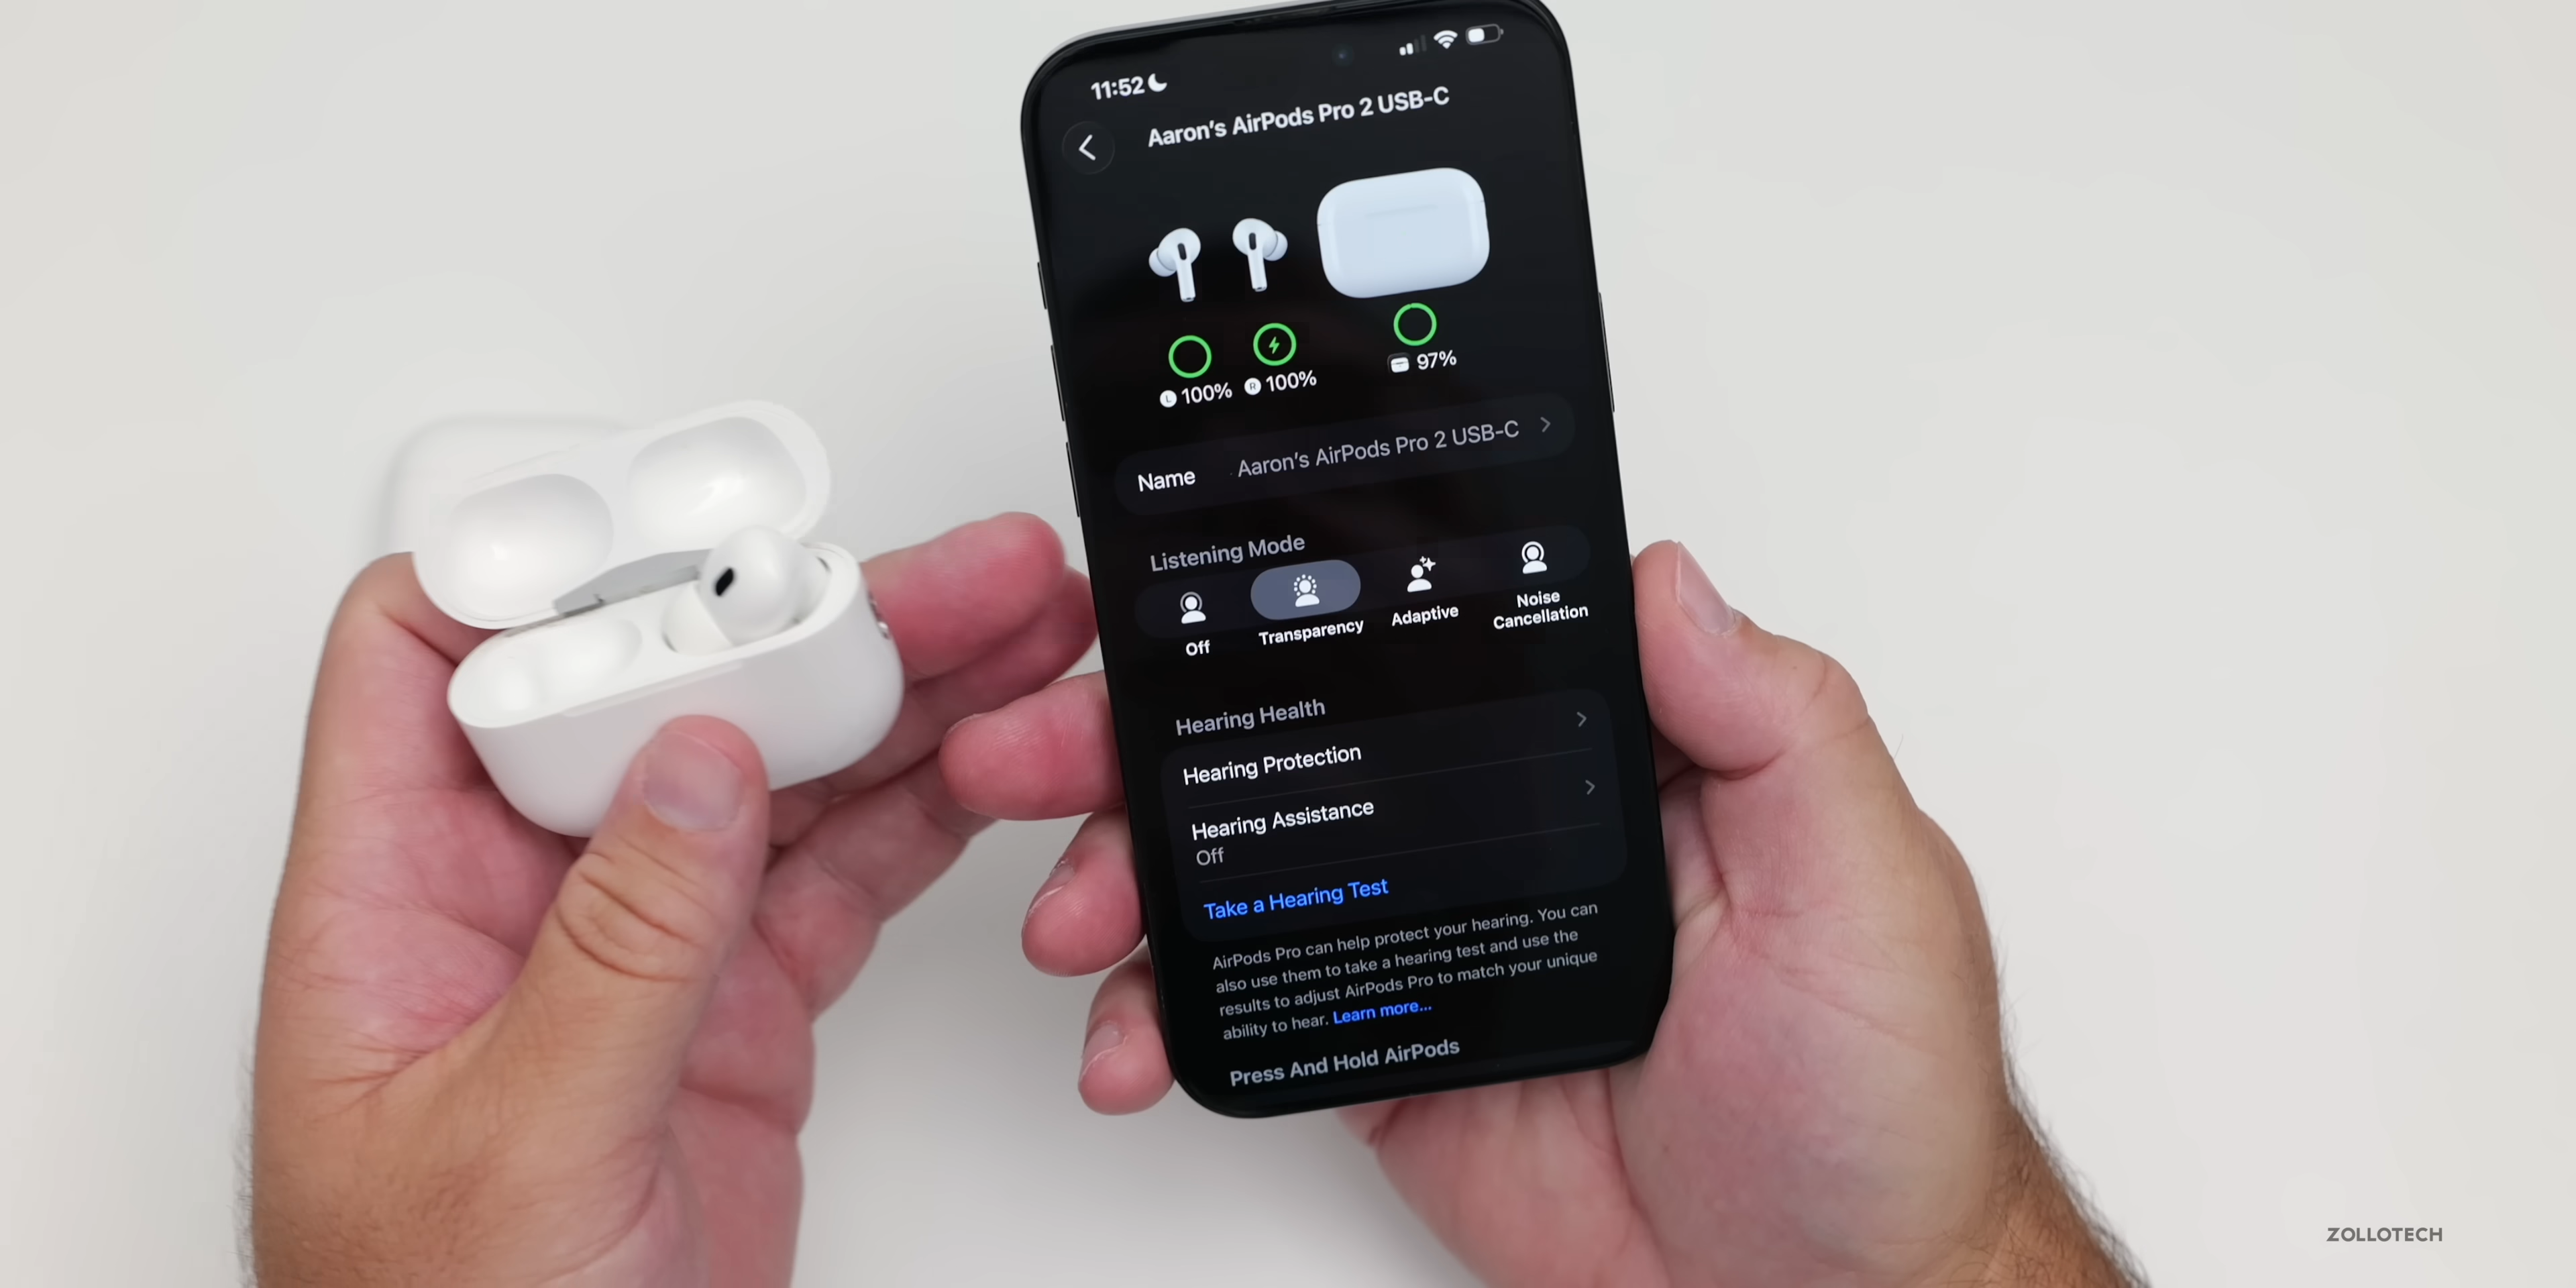 11:52
Aaron's AirPods Pro 2 USB-C
L 100% R 100% 97%
Name Aaron's AirPods Pro 2 USB-C
Listening Mode
Off Transparency Adaptive Noise
Cancellation
Hearing Health
Hearing Protection
Hearing Assistance
Off
Take a Hearing Test
AirPods Pro can help protect your hearing. You can
also use them to take a hearing test and use the
results to adjust AirPods Pro to match your unique
ability to hear. Learn more...
Press And Hold AirPods
ZOLLOTECH